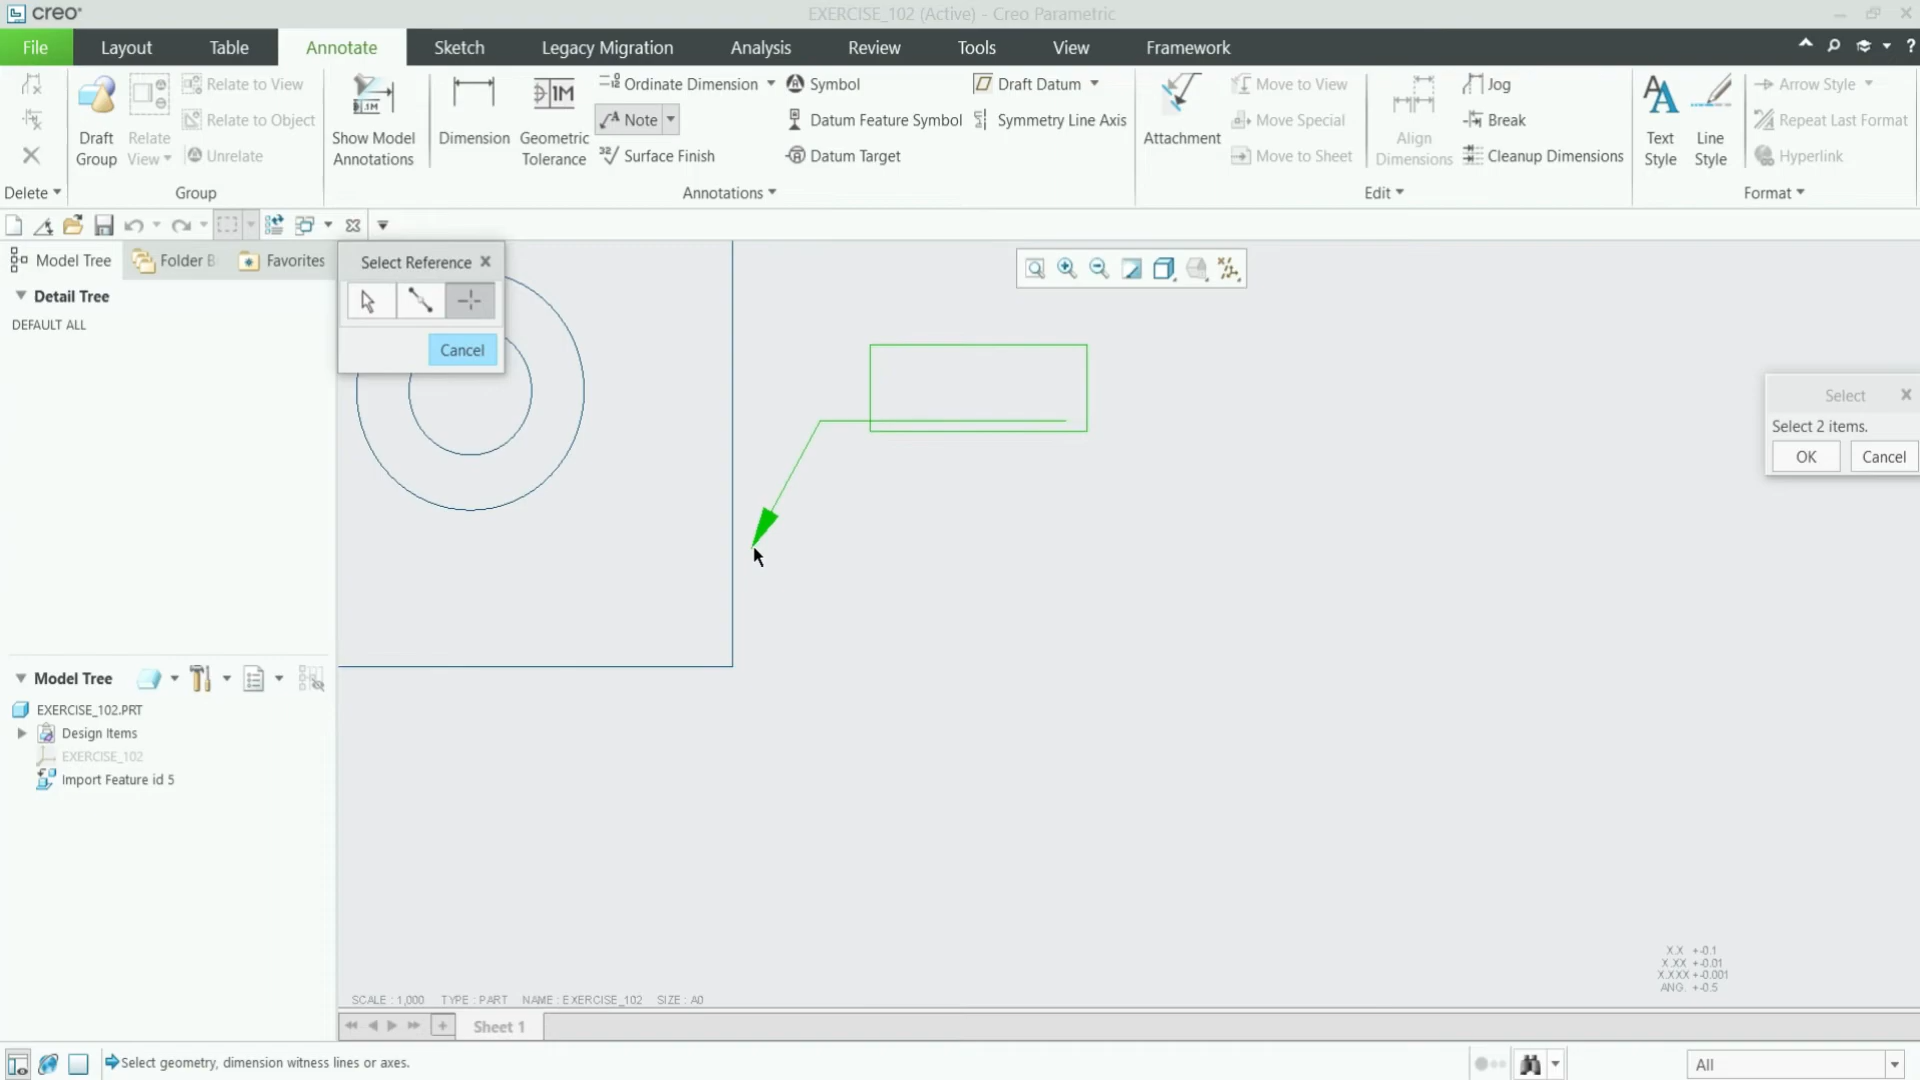 creo
EXERCISE_102 (Active) - Creo Parametric
File Layout Table Annotate Sketch Legacy Migration Analysis Review Tools View Framework
Relate to View
Relate to Object
Unrelate
Draft Group
Relate View
Show Model Annotations
Dimension
Geometric Tolerance
Ordinate Dimension
Note
Surface Finish
Symbol
Datum Feature Symbol
Datum Target
Draft Datum
Symmetry Line Axis
Attachment
Move to View
Move Special
Move to Sheet
Align Dimensions
Jog
Break
Cleanup Dimensions
Text Style
Line Style
Arrow Style
Repeat Last Format
Hyperlink
Delete Group Annotations Edit Format
Model Tree Folder B Favorites
Detail Tree
DEFAULT ALL
Select Reference
Cancel
Select
Select 2 items.
OK Cancel
Model Tree
EXERCISE_102.PRT
Design Items
EXERCISE_102
Import Feature id 5
X.X +-0.1
X.XX +-0.01
X.XXX +-0.001
ANG. +-0.5
SCALE : 1,000 TYPE : PART NAME : EXERCISE_102 SIZE : A0
Sheet 1
Select geometry, dimension witness lines or axes.
All